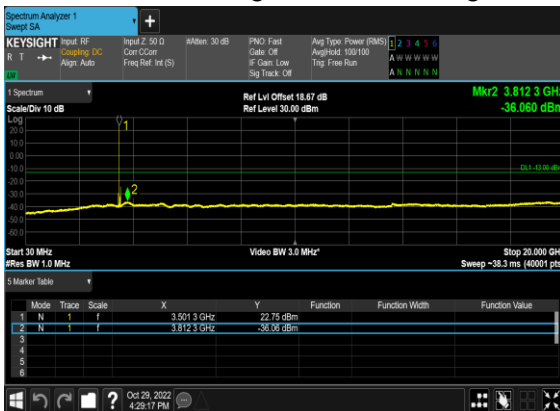 Spectrum Analyzer 1
Swept SA
KEYSIGHT Input: RF Input Z: 50 Ω #Atten: 30 dB PNO: Fast Avg Type: Power (RMS) 1 2 3 4 5 6
R T Coupling: DC Corr CCorr Gate: Off Avg|Hold: 100/100 A W W W W W
Align: Auto Freq Ref: Int (S) IF Gain: Low Trig: Free Run
LV Sig Track: Off A N N N N N
1 Spectrum Ref Lvl Offset 18.67 dB Mkr2 3.812 3 GHz
Scale/Div 10 dB Ref Level 30.00 dBm -36.060 dBm
Log
1
20.0
10.0
0.00
-10.0
DL1 -13.00 dBm
-20.0
2
-30.0
-40.0
-50.0
-60.0
Start 30 MHz Video BW 3.0 MHz* Stop 20.000 GHz
#Res BW 1.0 MHz Sweep ~38.3 ms (40001 pts)
5 Marker Table
Mode Trace Scale X Y Function Function Width Function Value
1 N 1 f 3.501 3 GHz 22.75 dBm
2 N 1 f 3.812 3 GHz -36.06 dBm
3
4
5
6
? Oct 29, 2022
4:29:17 PM